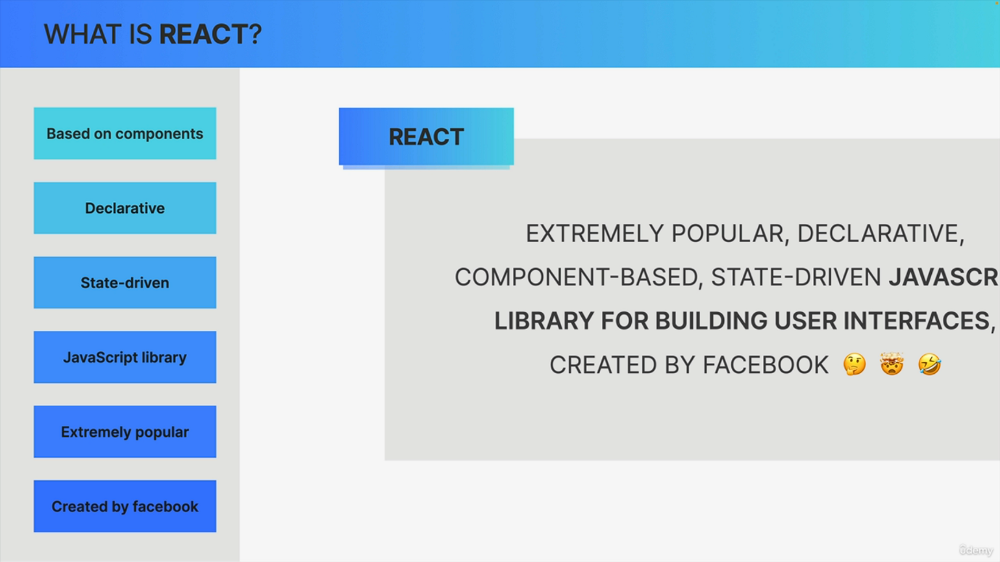 WHAT IS REACT?
Based on components
Declarative
State-driven
JavaScript library
Extremely popular
Created by facebook
REACT
EXTREMELY POPULAR, DECLARATIVE,
COMPONENT-BASED, STATE-DRIVEN JAVASCR
LIBRARY FOR BUILDING USER INTERFACES,
CREATED BY FACEBOOK 🤔 🤯 🤣
ûdemy